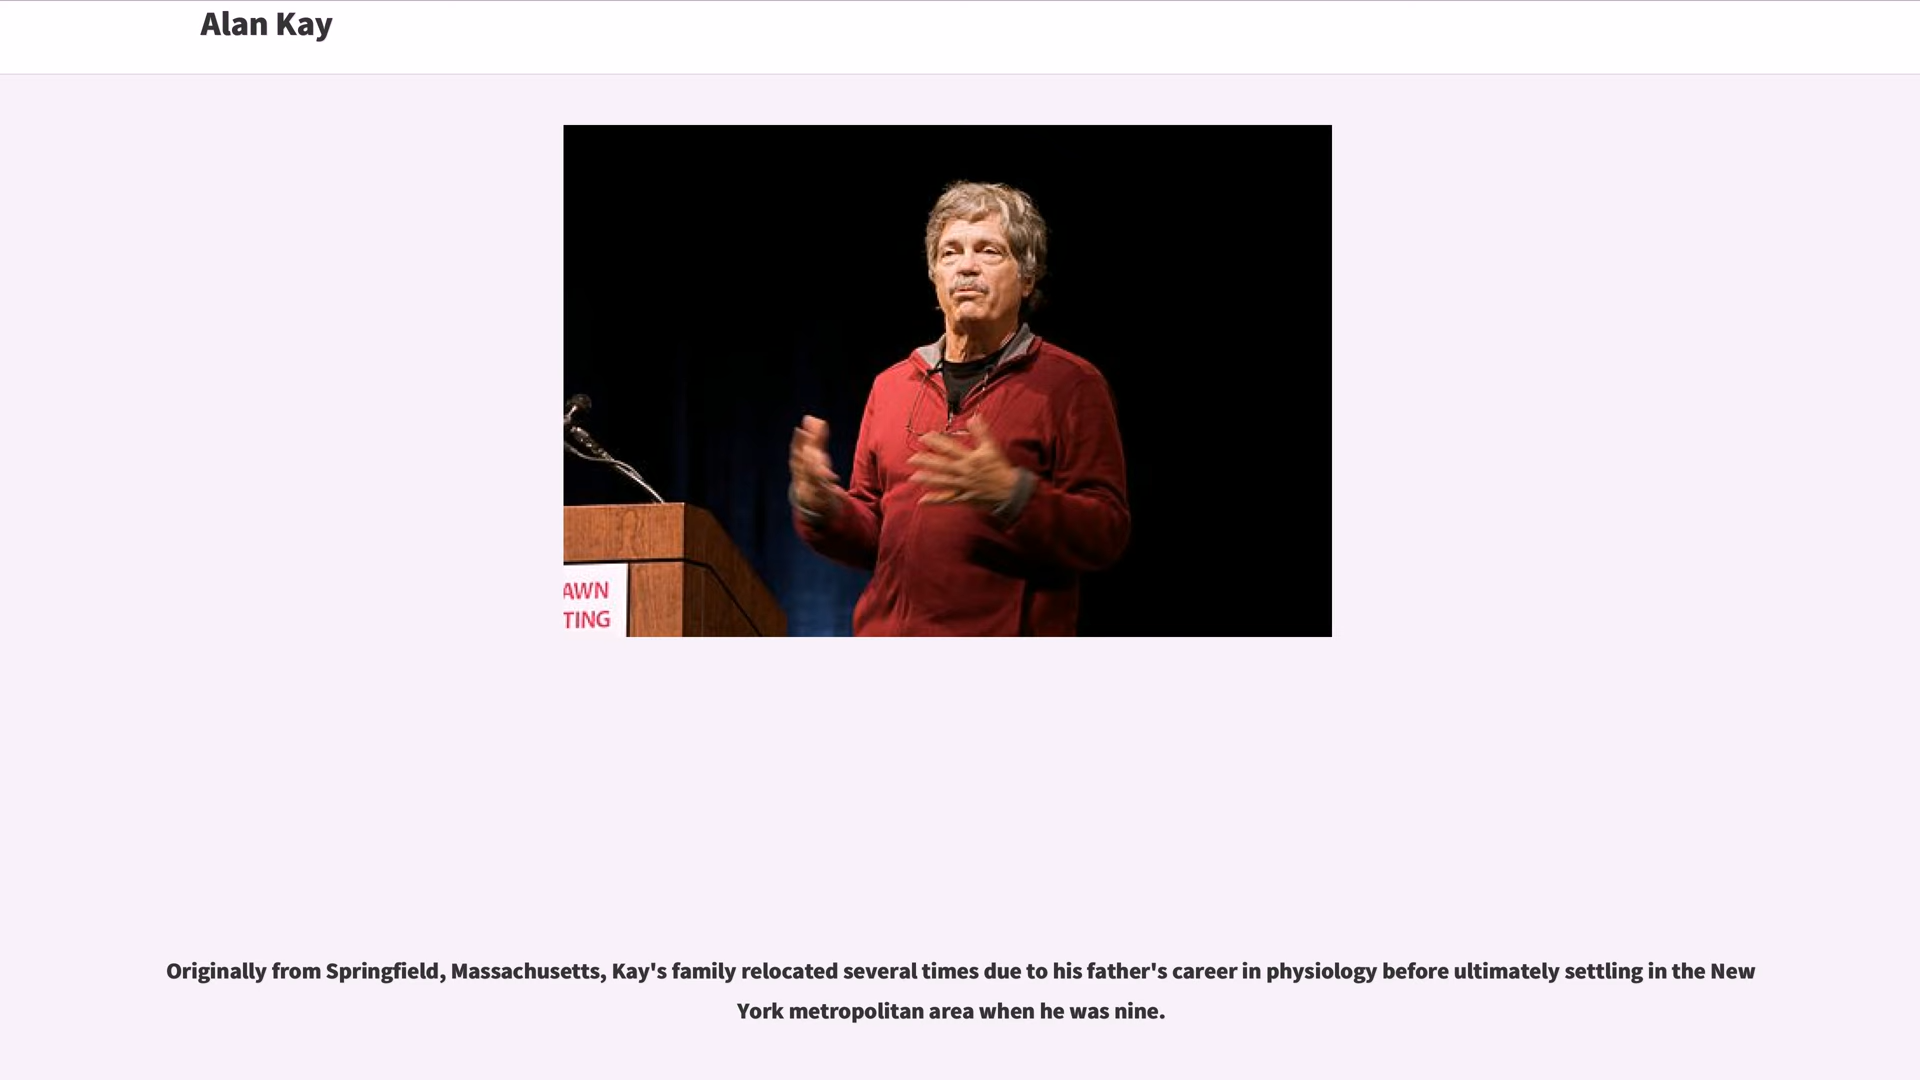 Alan Kay
AWN
TING
Originally from Springfield, Massachusetts, Kay's family relocated several times due to his father's career in physiology before ultimately settling in the New
York metropolitan area when he was nine.